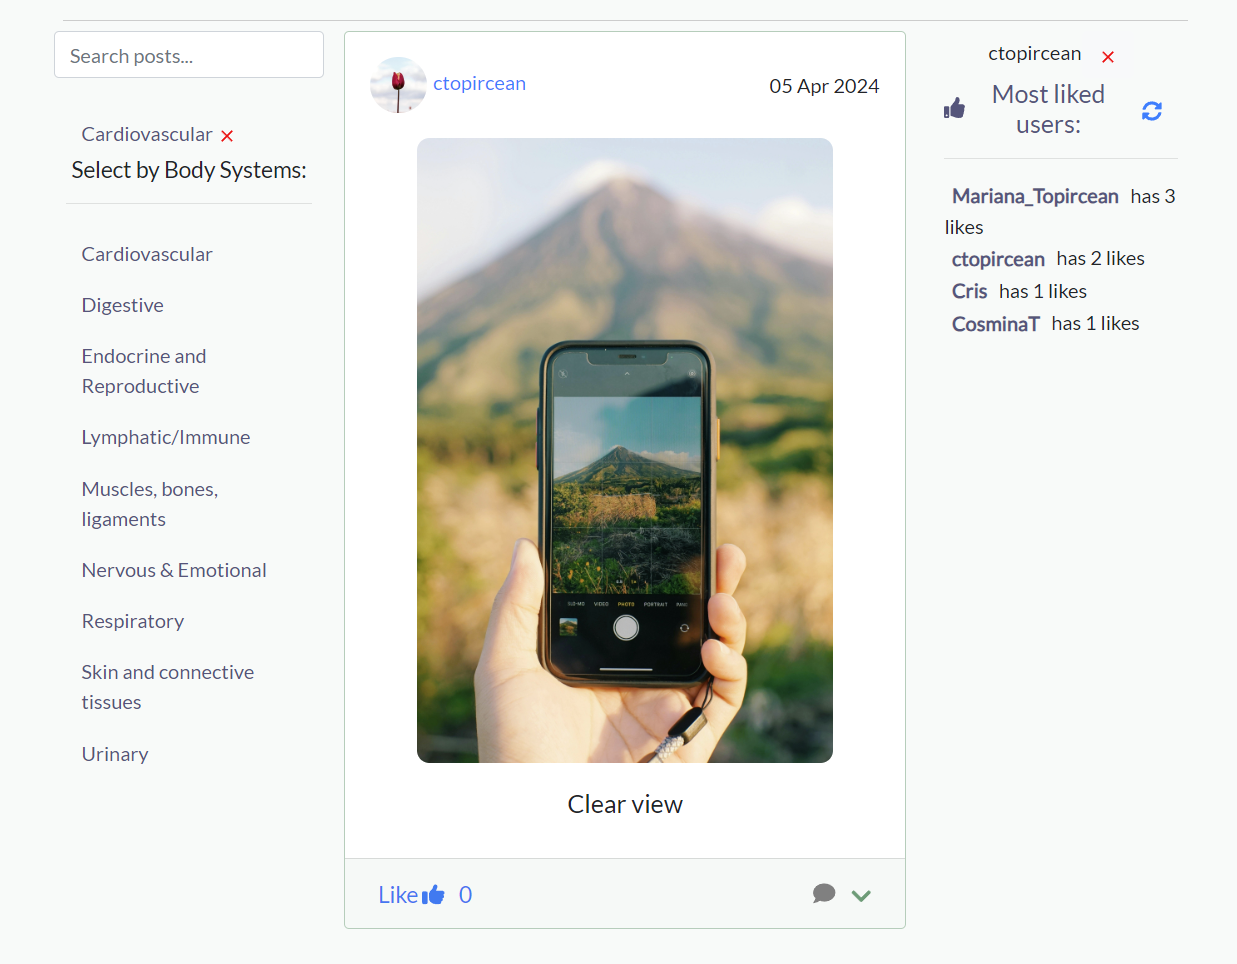 Search posts...
Cardiovascular
Select by Body Systems:
Cardiovascular
Digestive
Endocrine and
Reproductive
Lymphatic/Immune
Muscles, bones,
ligaments
Nervous & Emotional
Respiratory
Skin and connective
tissues
Urinary
ctopircean
05 Apr 2024
SLO-MO VIDEO PHOTO PORTRAIT PANO
Clear view
Like 0
ctopircean
Most liked
users:
Mariana_Topircean has 3
likes
ctopircean has 2 likes
Cris has 1 likes
CosminaT has 1 likes